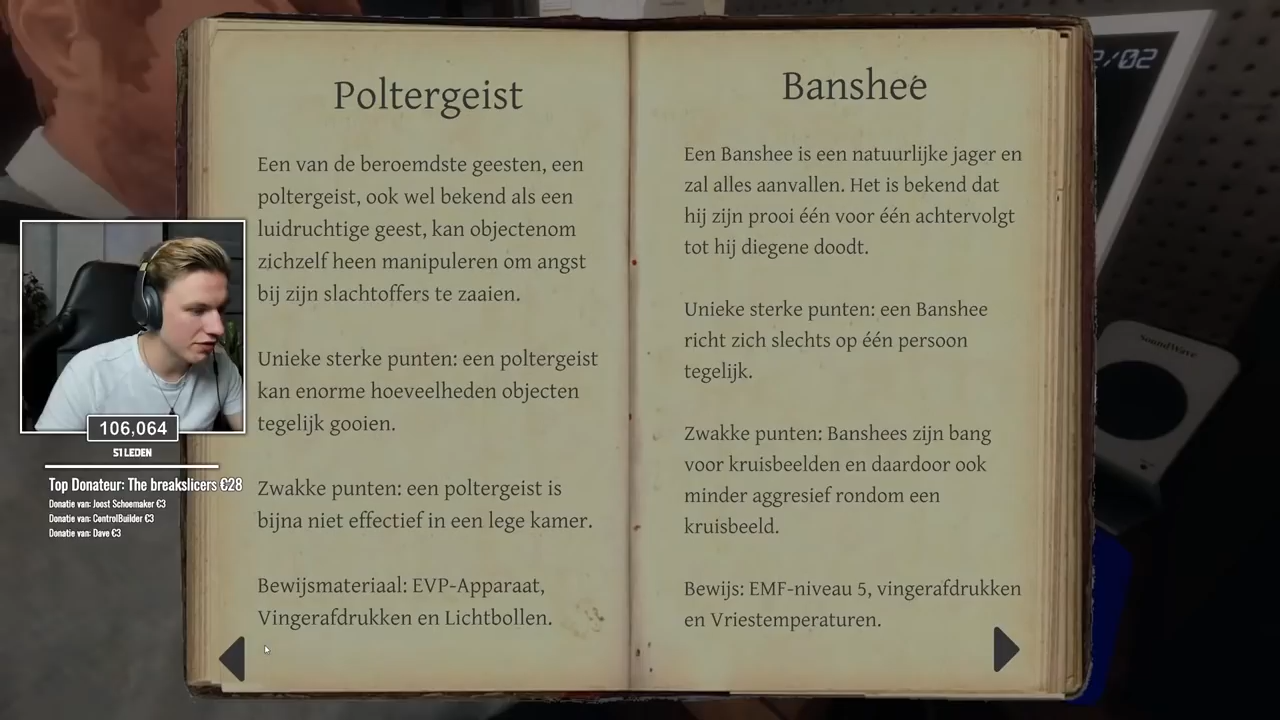 Poltergeist
Een van de beroemdste geesten, een
poltergeist, ook wel bekend als een
luidruchtige geest, kan objectenom
zichzelf heen manipuleren om angst
bij zijn slachtoffers te zaaien.
Unieke sterke punten: een poltergeist
kan enorme hoeveelheden objecten
tegelijk gooien.
Zwakke punten: een poltergeist is
bijna niet effectief in een lege kamer.
Bewijsmateriaal: EVP-Apparaat,
Vingerafdrukken en Lichtbollen.
Banshee
Een Banshee is een natuurlijke jager en
zal alles aanvallen. Het is bekend dat
hij zijn prooi één voor één achtervolgt
tot hij diegene doodt.
Unieke sterke punten: een Banshee
richt zich slechts op één persoon
tegelijk.
Zwakke punten: Banshees zijn bang
voor kruisbeelden en daardoor ook
minder aggresief rondom een
kruisbeeld.
Bewijs: EMF-niveau 5, vingerafdrukken
en Vriestemperaturen.
106,064
51 LEDEN
Top Donateur: The breakslicers €28
Donatie van: Joost Schoemaker €3
Donatie van: ControlBuilder €3
Donatie van: Dave €3
/02
SoundWave